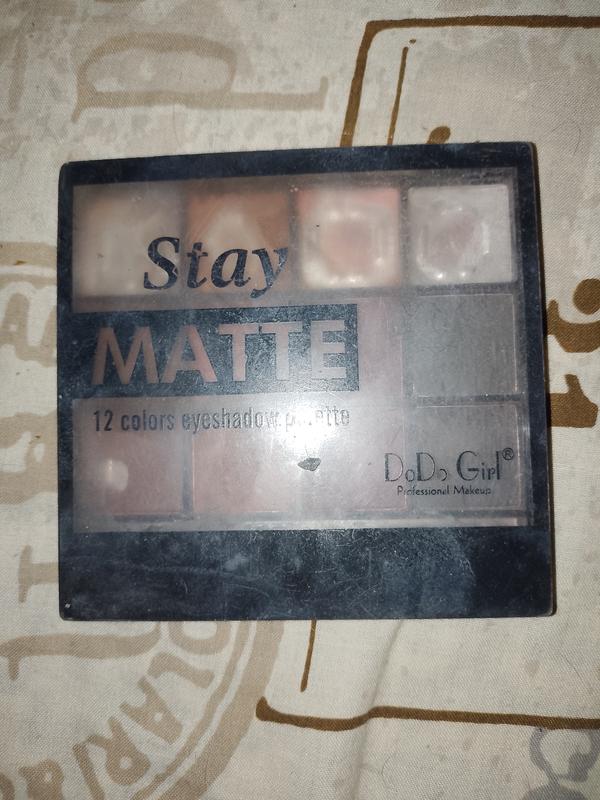 Stay
MATTE
12 colors eyeshadow palette
DoDo Girl®
Professional Makeup